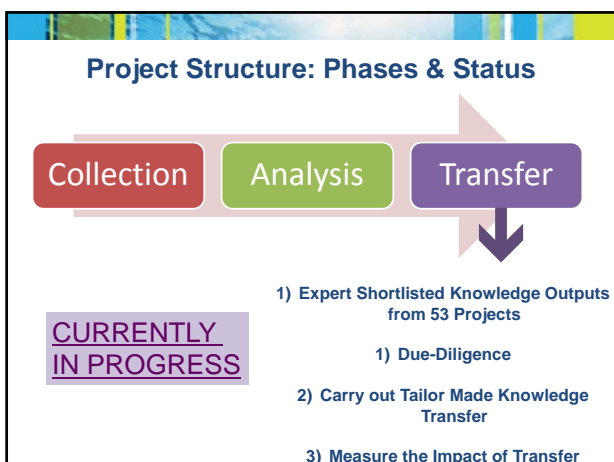 Project Structure: Phases & Status
Collection
Analysis
Transfer
1) Expert Shortlisted Knowledge Outputs
from 53 Projects
CURRENTLY
IN PROGRESS
1) Due-Diligence
2) Carry out Tailor Made Knowledge
Transfer
3) Measure the Impact of Transfer